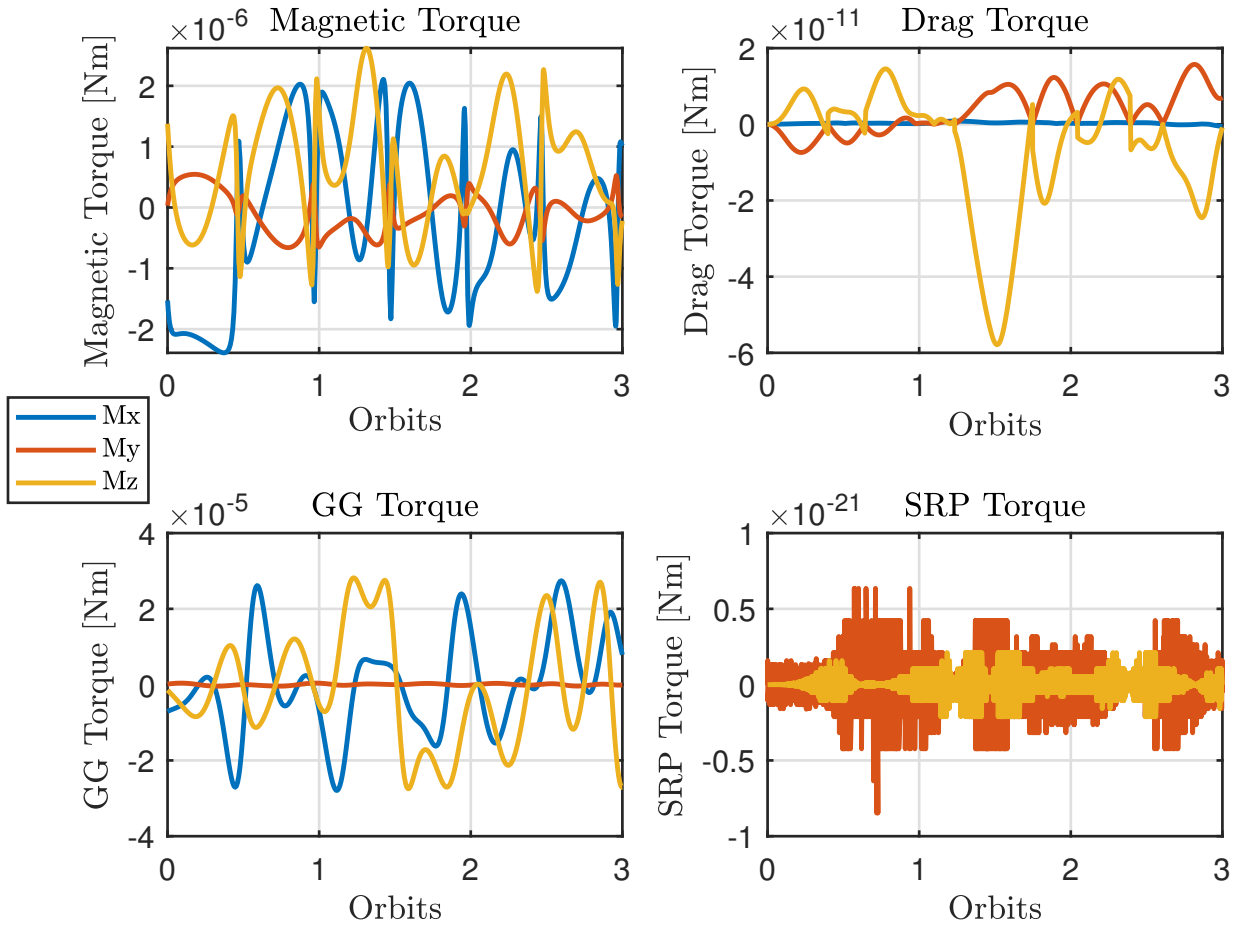 Magnetic Torque
×10-6
Magnetic Torque [Nm]
2
1
0
-1
-2
0 1 2 3
Orbits
Drag Torque
×10-11
Drag Torque [Nm]
2
0
-2
-4
-6
0 1 2 3
Orbits
Mx
My
Mz
GG Torque
×10-5
GG Torque [Nm]
4
2
0
-2
-4
0 1 2 3
Orbits
SRP Torque
×10-21
SRP Torque [Nm]
1
0.5
0
-0.5
-1
0 1 2 3
Orbits